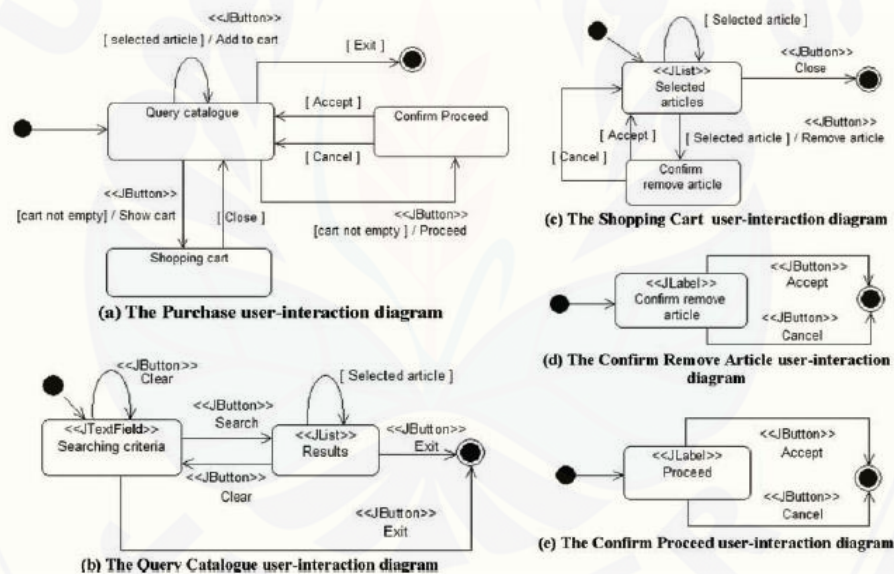 <<JButton>>
[ selected article ] / Add to cart
[ Exit ]
Query catalogue
[ Accept ]
Confirm Proceed
[ Cancel ]
<<JButton>>
[cart not empty] / Show cart
[ Close ]
<<JButton>>
[cart not empty ] / Proceed
Shopping cart
(a) The Purchase user-interaction diagram
<<JButton>>
Clear
[ Selected article ]
<<JTextField>>
Searching criteria
<<JButton>>
Search
<<JList>>
Results
<<JButton>>
Exit
<<JButton>>
Clear
<<JButton>>
Exit
(b) The Query Catalogue user-interaction diagram
[ Selected article ]
<<JList>>
Selected
articles
<<JButton>>
Close
<<JButton>>
[ Accept ]
[ Selected article ] / Remove article
[ Cancel ]
Confirm
remove article
(c) The Shopping Cart user-interaction diagram
<<JLabel>>
Confirm remove
article
<<JButton>>
Accept
<<JButton>>
Cancel
(d) The Confirm Remove Article user-interaction
diagram
<<JLabel>>
Proceed
<<JButton>>
Accept
<<JButton>>
Cancel
(e) The Confirm Proceed user-interaction diagram